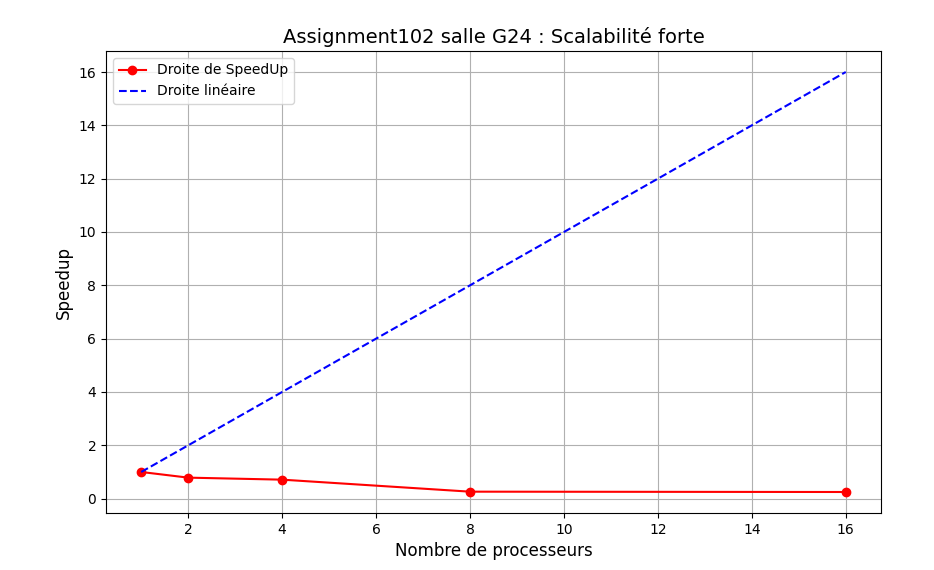 Assignment102 salle G24 : Scalabilité forte
Droite de SpeedUp
Droite linéaire
16
14
12
10
8
6
4
2
0
Speedup
2 4 6 8 10 12 14 16
Nombre de processeurs